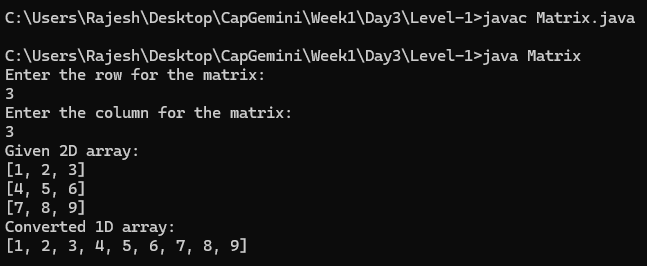 C:\Users\Rajesh\Desktop\CapGemini\Week1\Day3\Level-1>javac Matrix.java
C:\Users\Rajesh\Desktop\CapGemini\Week1\Day3\Level-1>java Matrix
Enter the row for the matrix:
3
Enter the column for the matrix:
3
Given 2D array:
[1, 2, 3]
[4, 5, 6]
[7, 8, 9]
Converted 1D array:
[1, 2, 3, 4, 5, 6, 7, 8, 9]